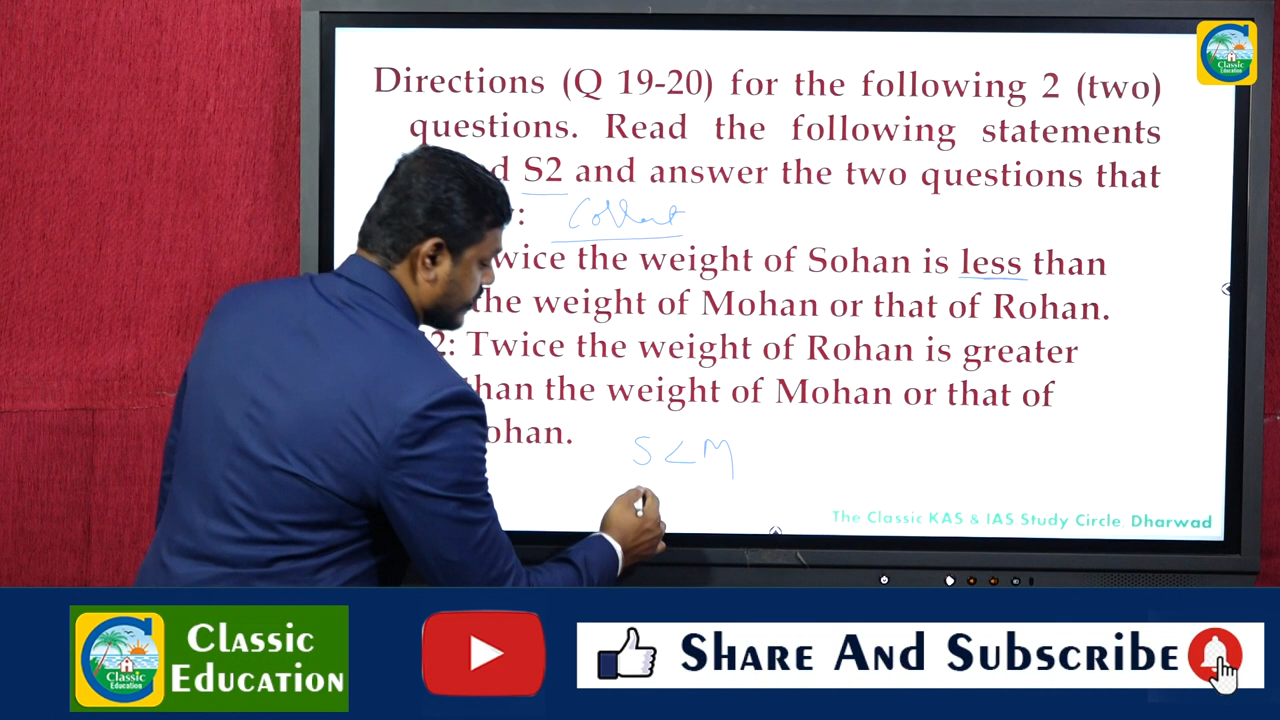 Classic
Education
Directions (Q 19-20) for the following 2 (two)
questions. Read the following statements
S2 and answer the two questions that
the weight of Sohan is less than
the weight of Mohan or that of Rohan.
2: Twice the weight of Rohan is greater
than the weight of Mohan or that of
ohan.
S < M
The Classic KAS & IAS Study Circle, Dharwad
Classic
Education
Classic
Education
Share And Subscribe